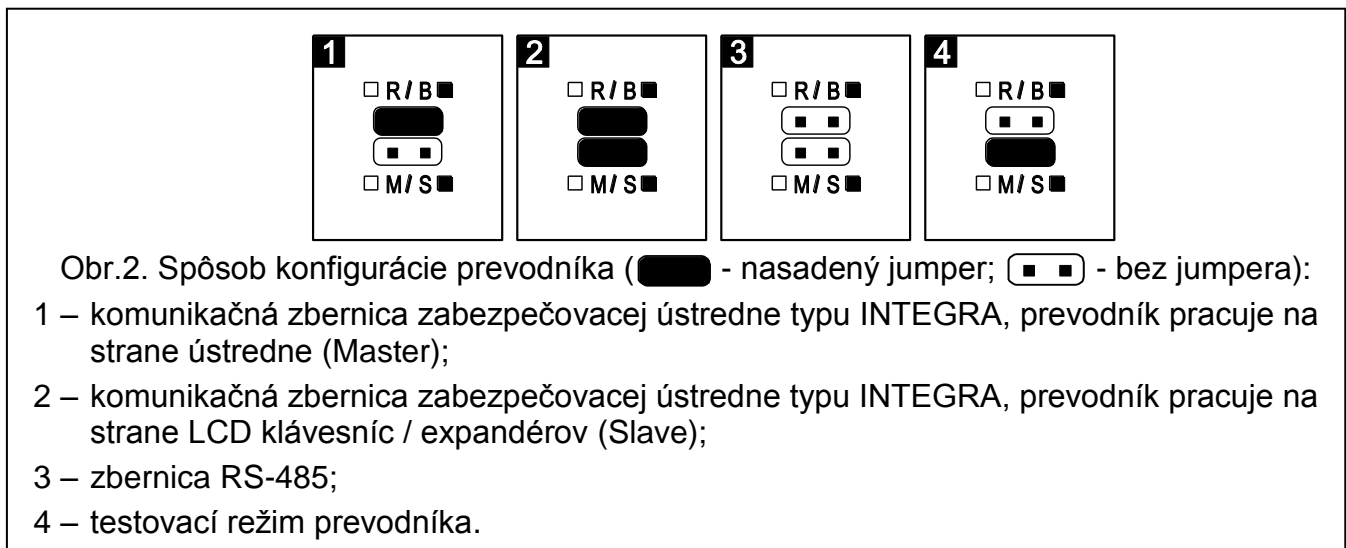 1 2 3 4
R / B R / B R / B R / B
M / S M / S M / S M / S
Obr.2. Spôsob konfigurácie prevodníka ( - nasadený jumper; - bez jumpera):
1 – komunikačná zbernica zabezpečovacej ústredne typu INTEGRA, prevodník pracuje na
strane ústredne (Master);
2 – komunikačná zbernica zabezpečovacej ústredne typu INTEGRA, prevodník pracuje na
strane LCD klávesníc / expandérov (Slave);
3 – zbernica RS-485;
4 – testovací režim prevodníka.